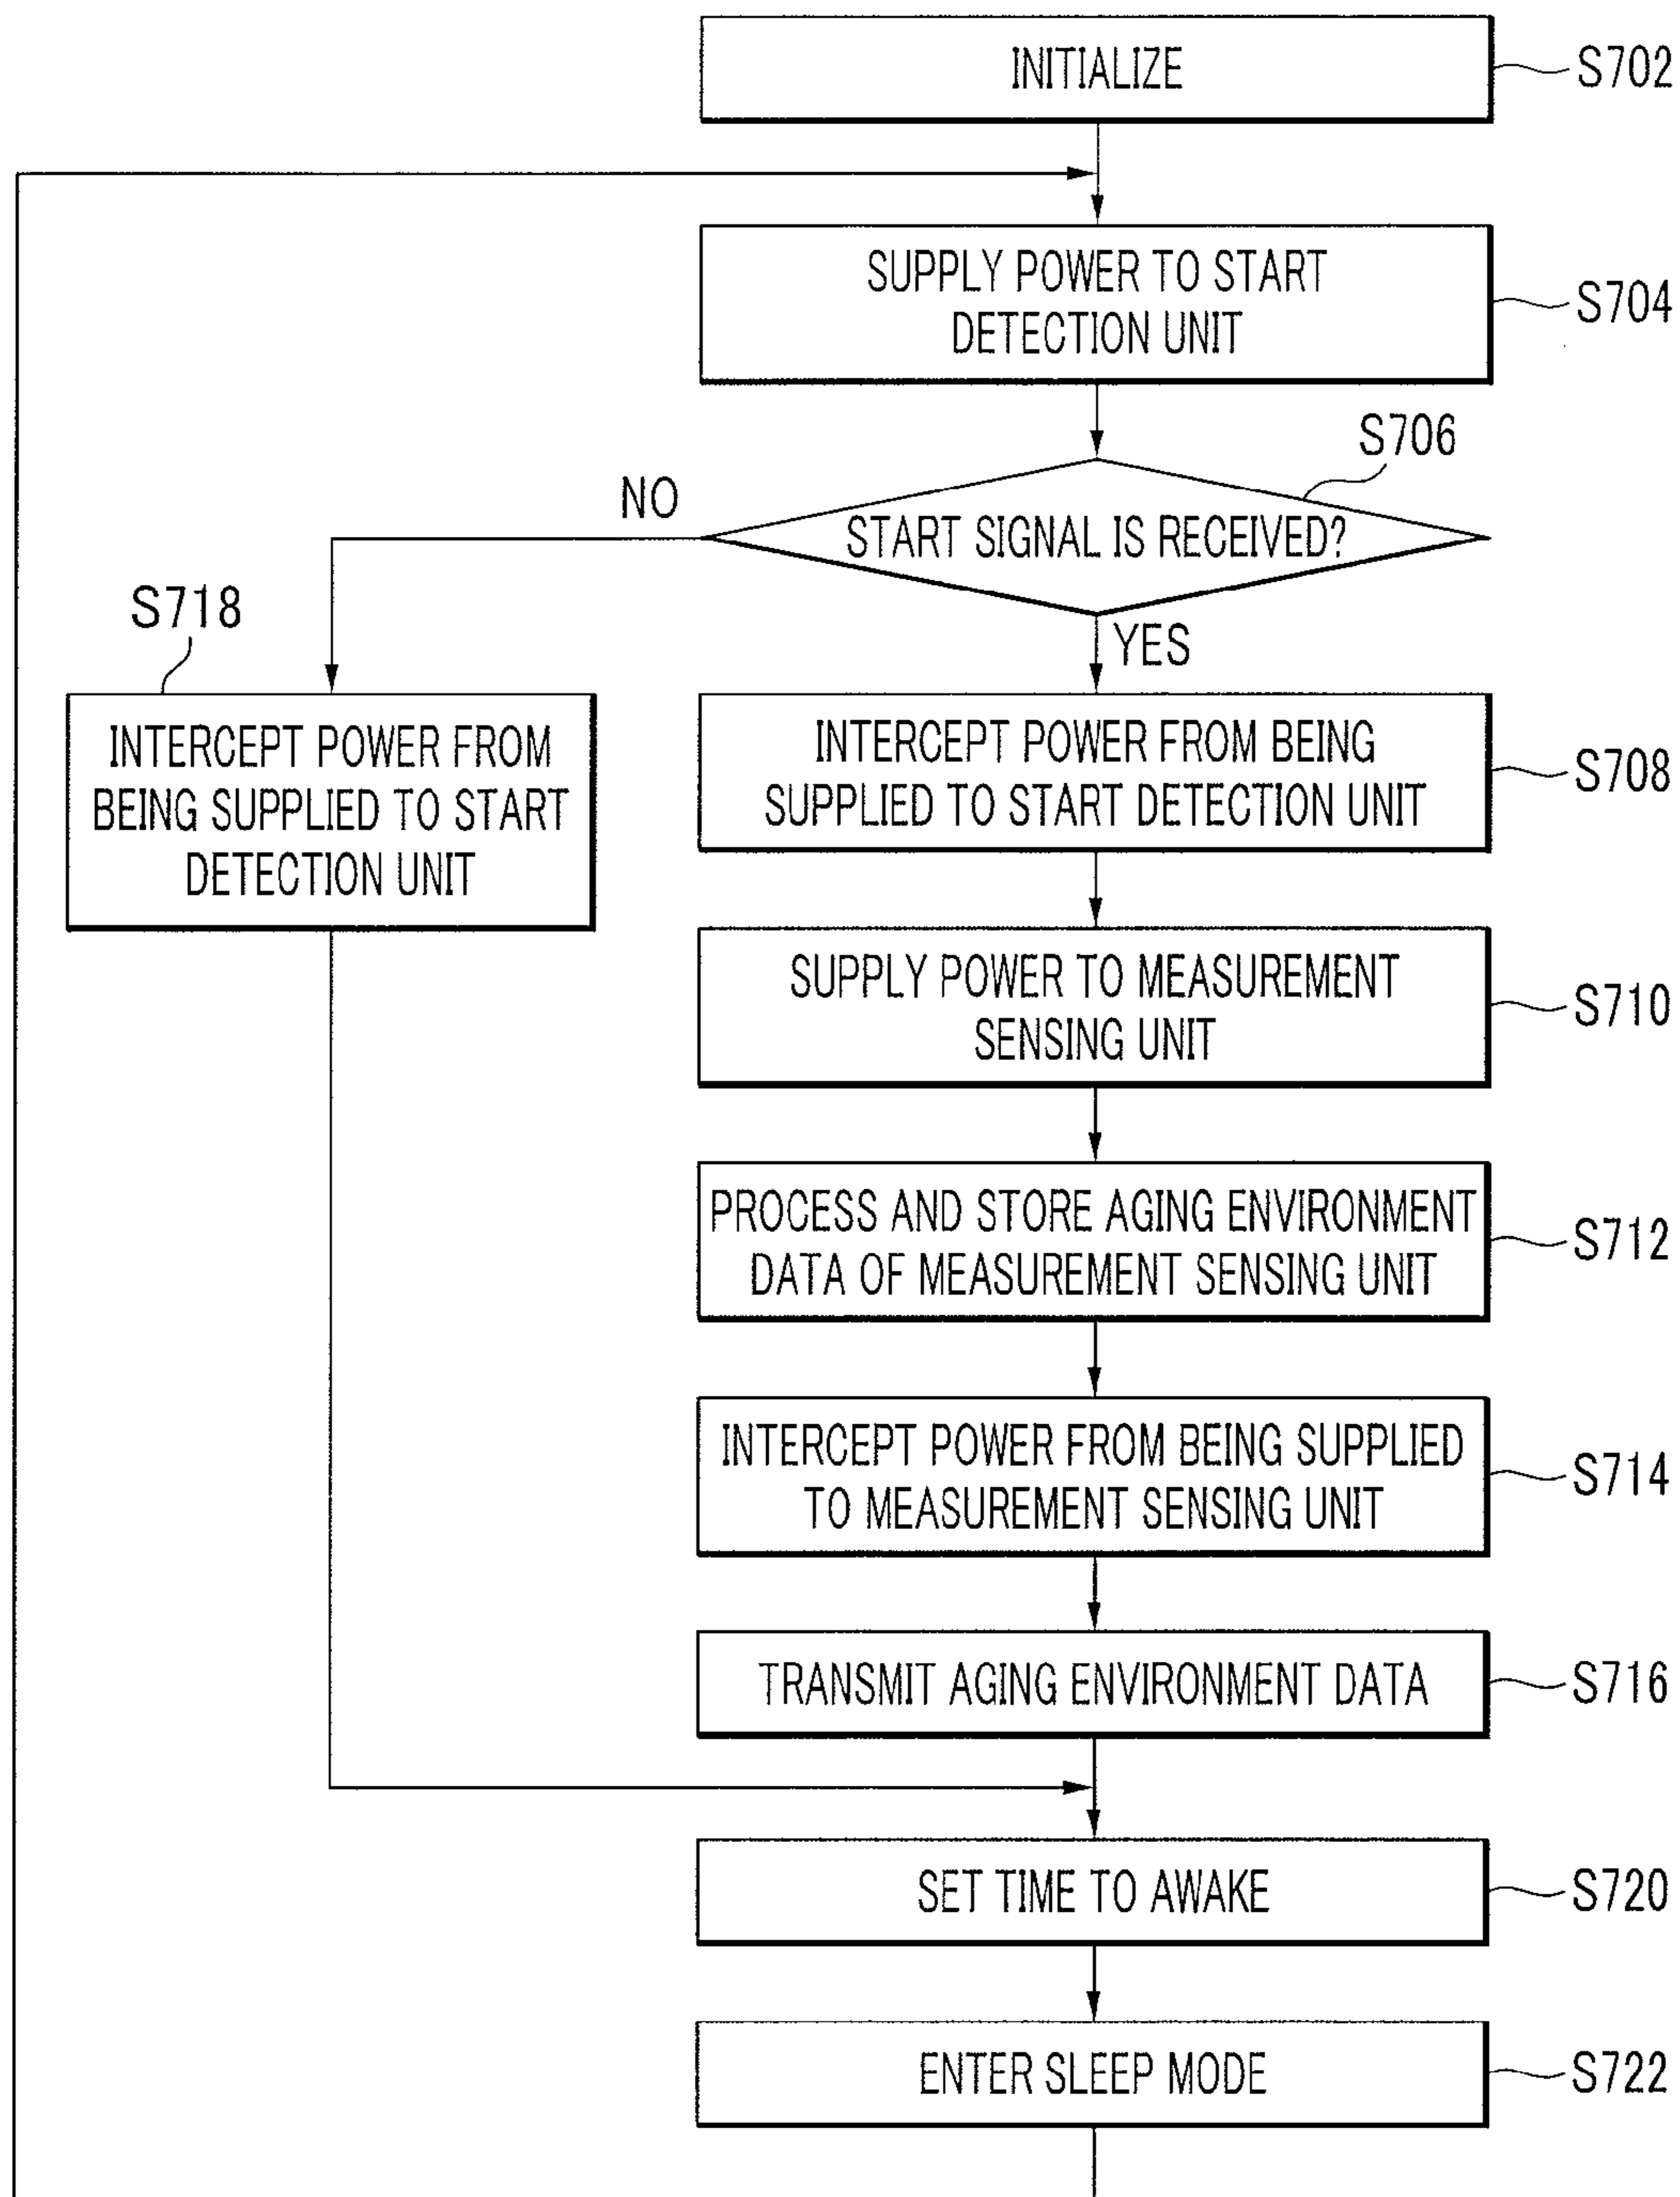 INITIALIZE
S702
SUPPLY POWER TO START
DETECTION UNIT
S704
S706
NO
START SIGNAL IS RECEIVED?
YES
S718
INTERCEPT POWER FROM
BEING SUPPLIED TO START
DETECTION UNIT
INTERCEPT POWER FROM BEING
SUPPLIED TO START DETECTION UNIT
S708
SUPPLY POWER TO MEASUREMENT
SENSING UNIT
S710
PROCESS AND STORE AGING ENVIRONMENT
DATA OF MEASUREMENT SENSING UNIT
S712
INTERCEPT POWER FROM BEING SUPPLIED
TO MEASUREMENT SENSING UNIT
S714
TRANSMIT AGING ENVIRONMENT DATA
S716
SET TIME TO AWAKE
S720
ENTER SLEEP MODE
S722